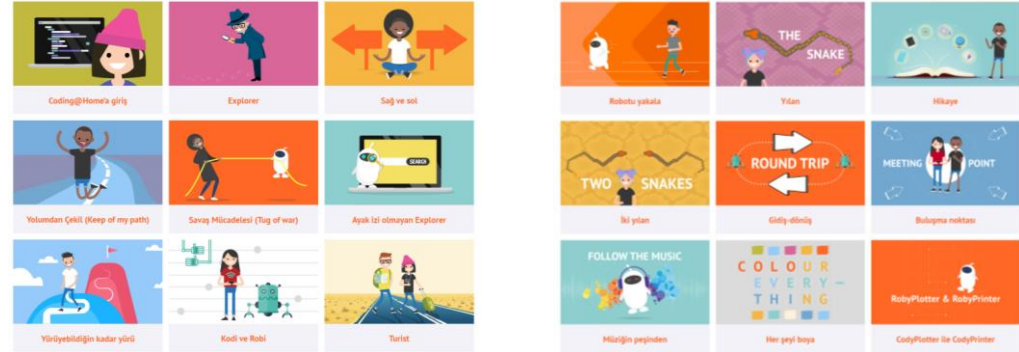 Coding@Home'a giriş
Explorer
Sağ ve sol
SEARCH
Yolumdan Çekil (Keep of my path)
Savaş Mücadelesi (Tug of war)
Ayak izi olmayan Explorer
Yürüyebildiğin kadar yürü
Kodi ve Robi
Turist
THE
SNAKE
Robotu yakala
Yılan
Hikaye
TWO SNAKES
ROUND TRIP
MEETING POINT
İki yılan
Gidiş-dönüş
Buluşma noktası
FOLLOW THE MUSIC
COLOUR
EVERY-
THING
RobyPlotter & RobyPrinter
Müziğin peşinden
Her şeyi boya
CodyPlotter ile CodyPrinter